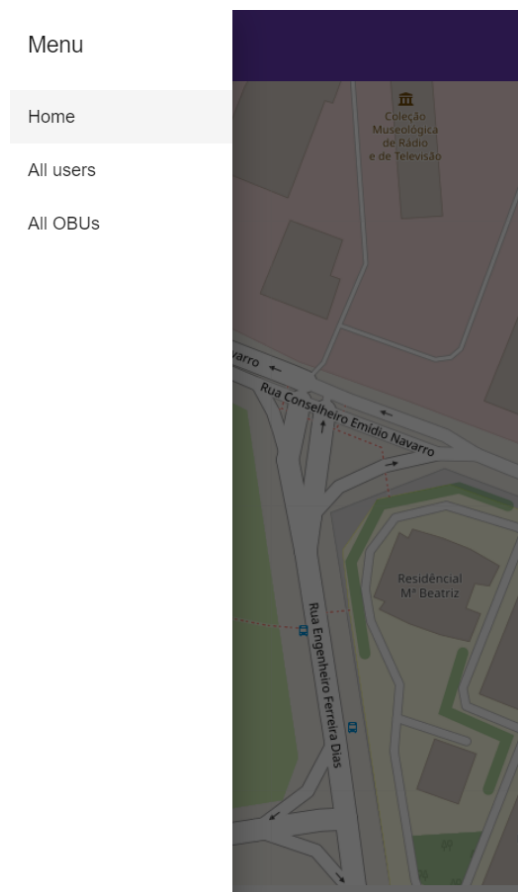 Menu
Home
All users
All OBUs
Coleção
Museológica
de Rádio
e de Televisão
varro
Rua Conselheiro Emídio Navarro
Residêncial
Mª Beatriz
Rua Engenheiro Ferreira Dias